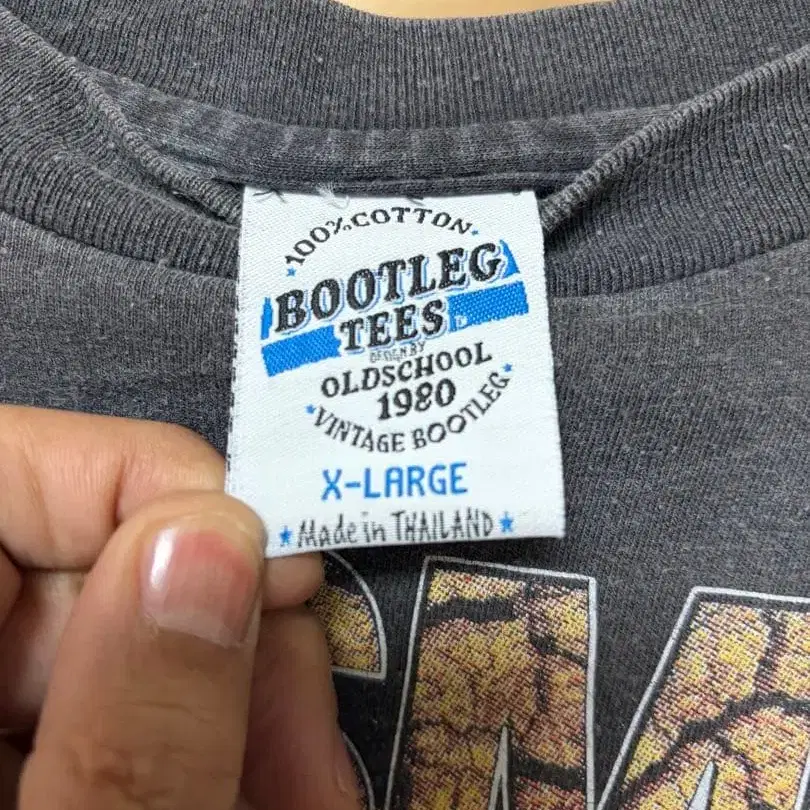 100% COTTON
BOOTLEG
TEES
DESIGN BY
OLDSCHOOL
1980
VINTAGE BOOTLEG
X-LARGE
Made in THAILAND